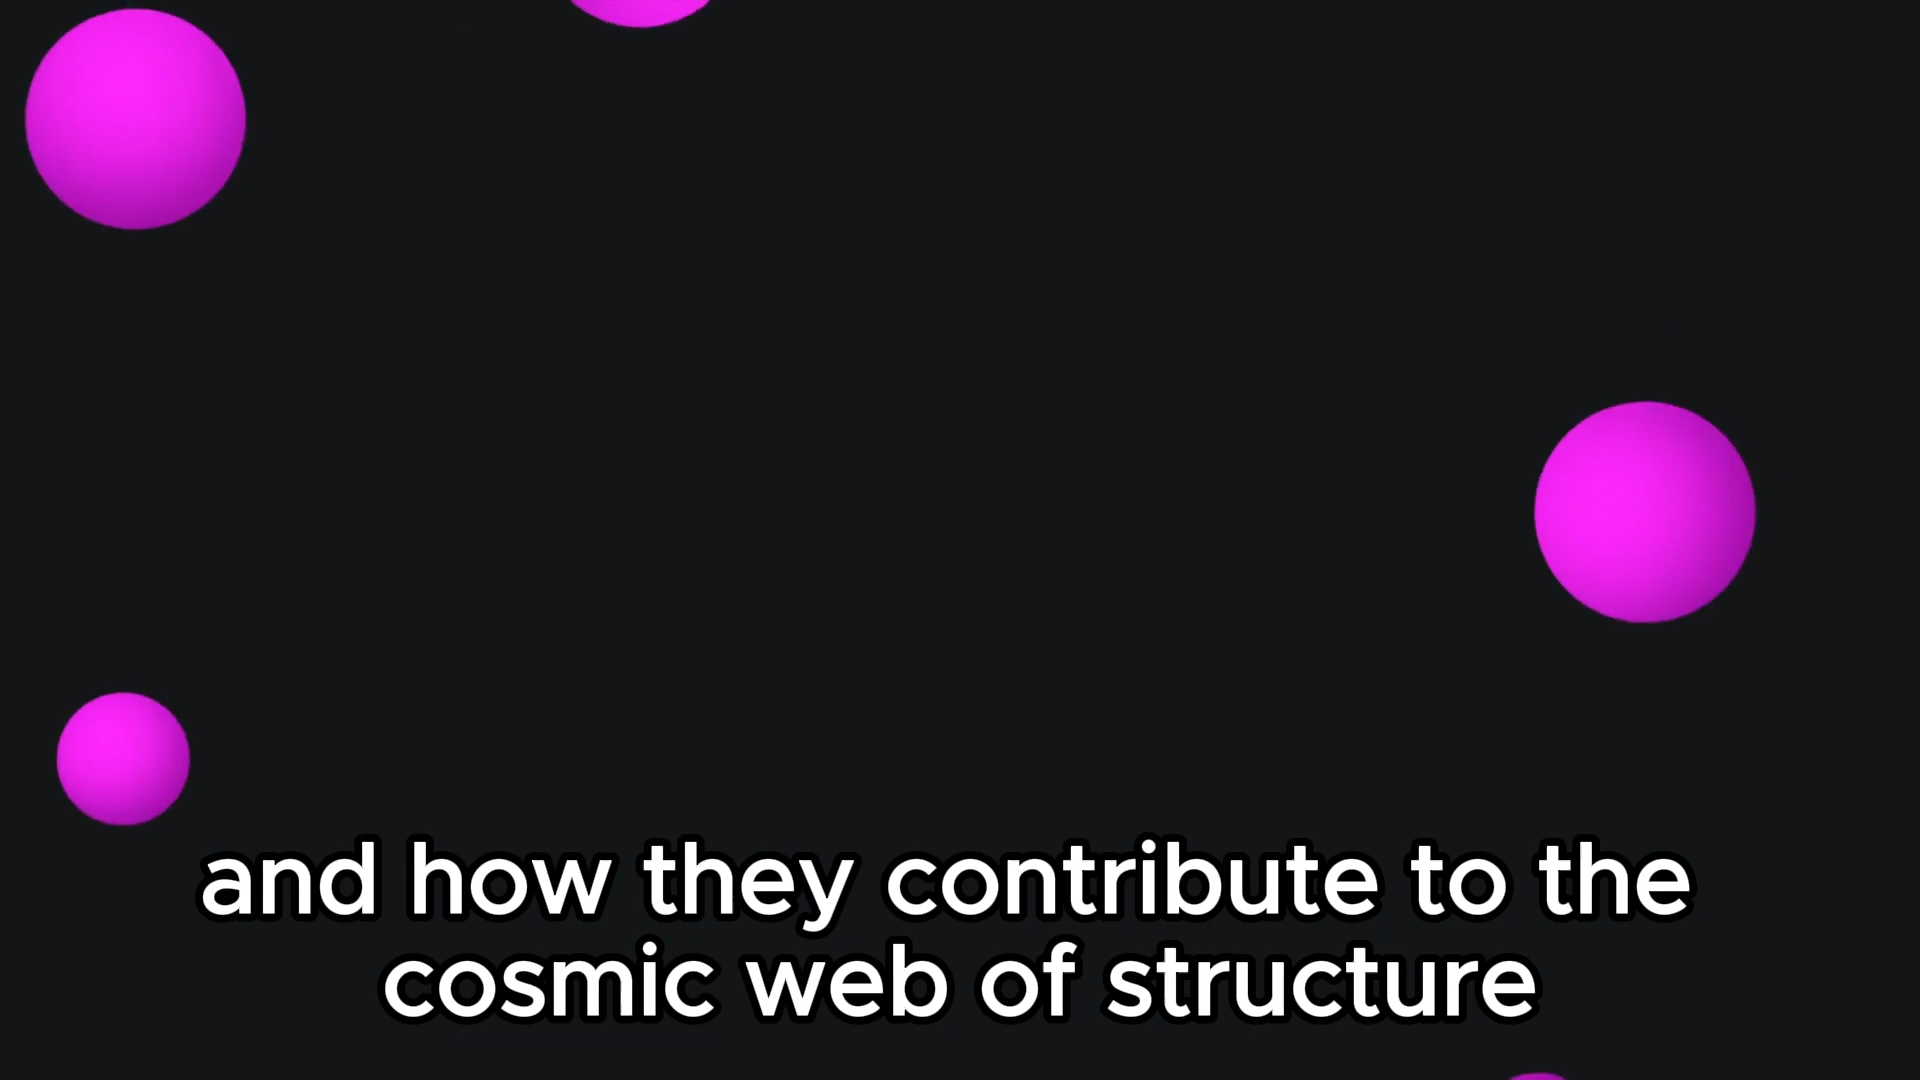 and how they contribute to the
cosmic web of structure